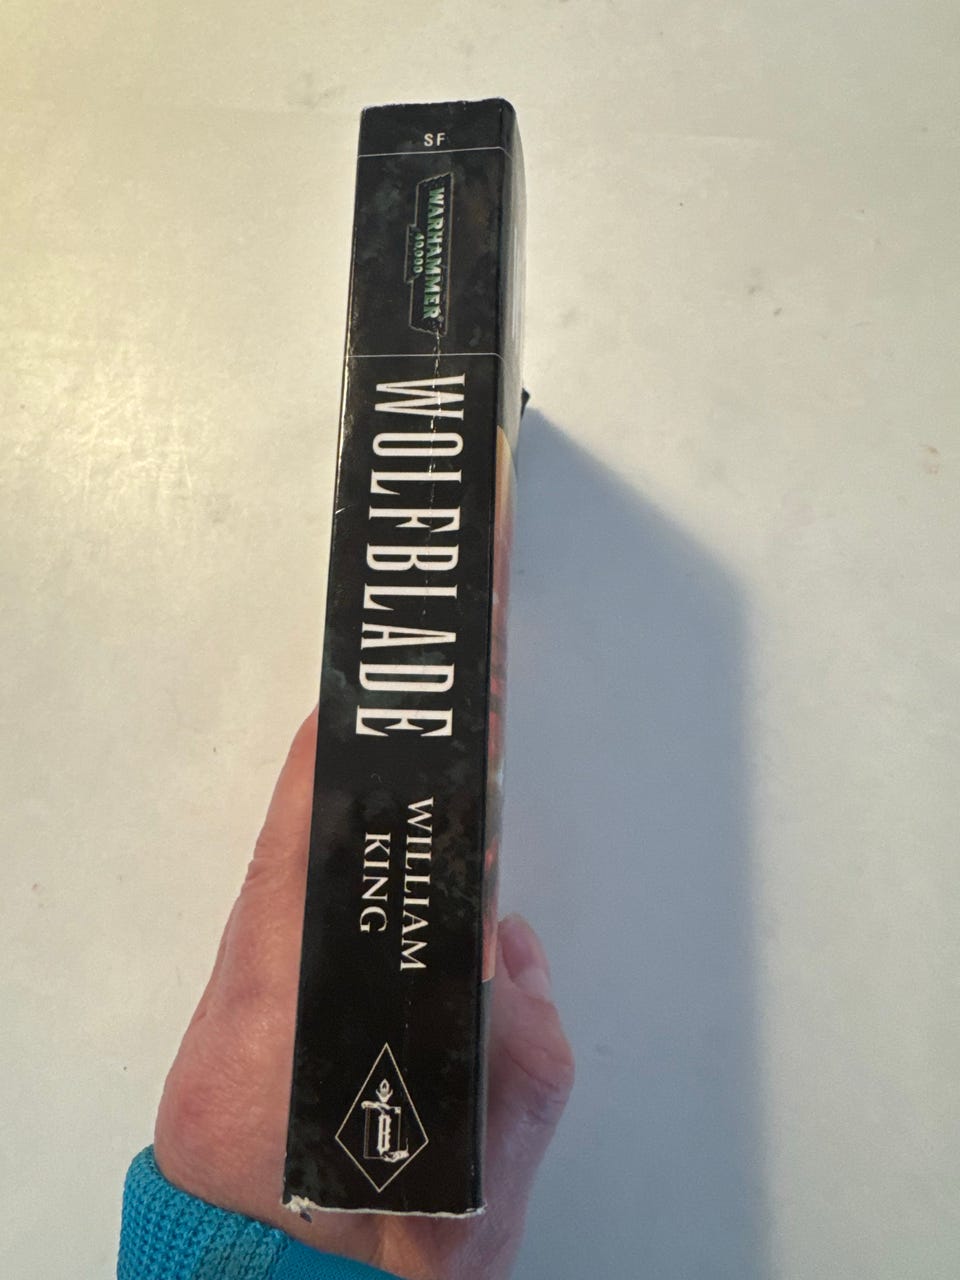 SF
WARHAMMER
40,000
WOLFBLADE
WILLIAM
KING